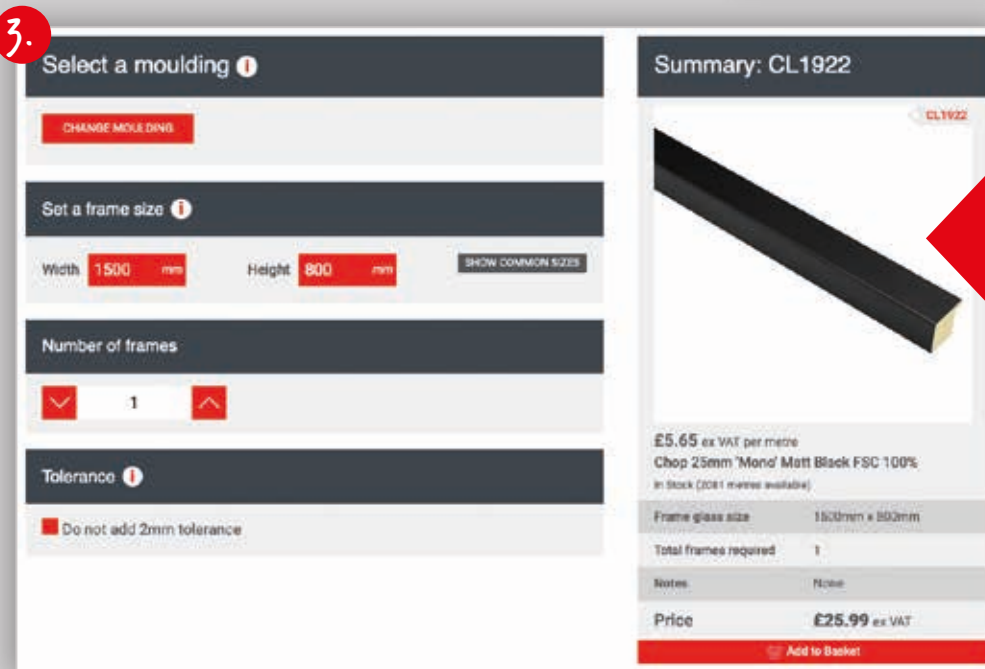 3.
Select a moulding i
CHANGE MOULDING
Set a frame size i
Width 1500 mm Height 800 mm SHOW COMMON SIZES
Number of frames
1
Tolerance i
Do not add 2mm tolerance
Summary: CL1922
CL1922
£5.65 ex VAT per metre
Chop 25mm 'Mono' Matt Black FSC 100%
In Stock (2081 metres available)
Frame glass size
Total frames required 1
Notes None
Price £25.99 ex VAT
Add to Basket